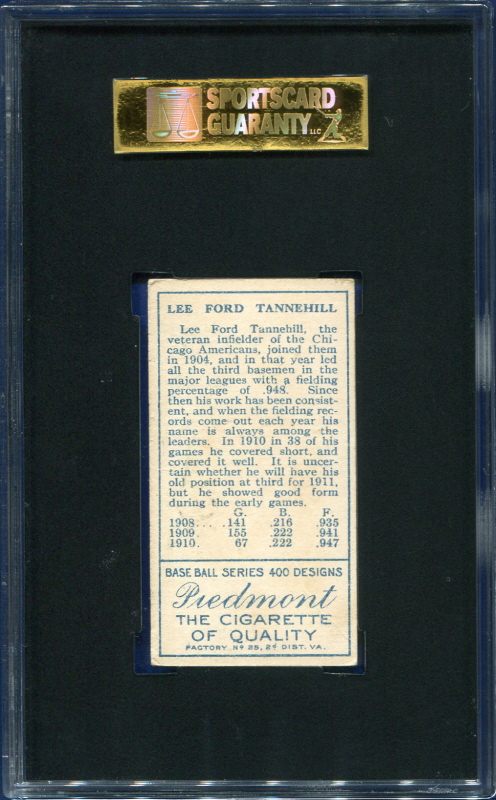 SPORTSCARD
GUARANTY LLC
LEE FORD TANNEHILL
Lee Ford Tannehill, the
veteran infielder of the Chi-
cago Americans, joined them
in 1904, and in that year led
all the third basemen in the
major leagues with a fielding
percentage of .948. Since
then his work has been consist-
ent, and when the fielding rec-
ords come out each year his
name is always among the
leaders. In 1910 in 38 of his
games he covered short, and
covered it well. It is uncer-
tain whether he will have his
old position at third for 1911,
but he showed good form
during the early games.
G. B. F.
1908.... 141 .216 .935
1909 155 .222 .941
1910. 67 .222 .947
BASE BALL SERIES 400 DESIGNS
Piedmont
THE CIGARETTE
OF QUALITY
FACTORY Nº 25, 2d DIST. VA.